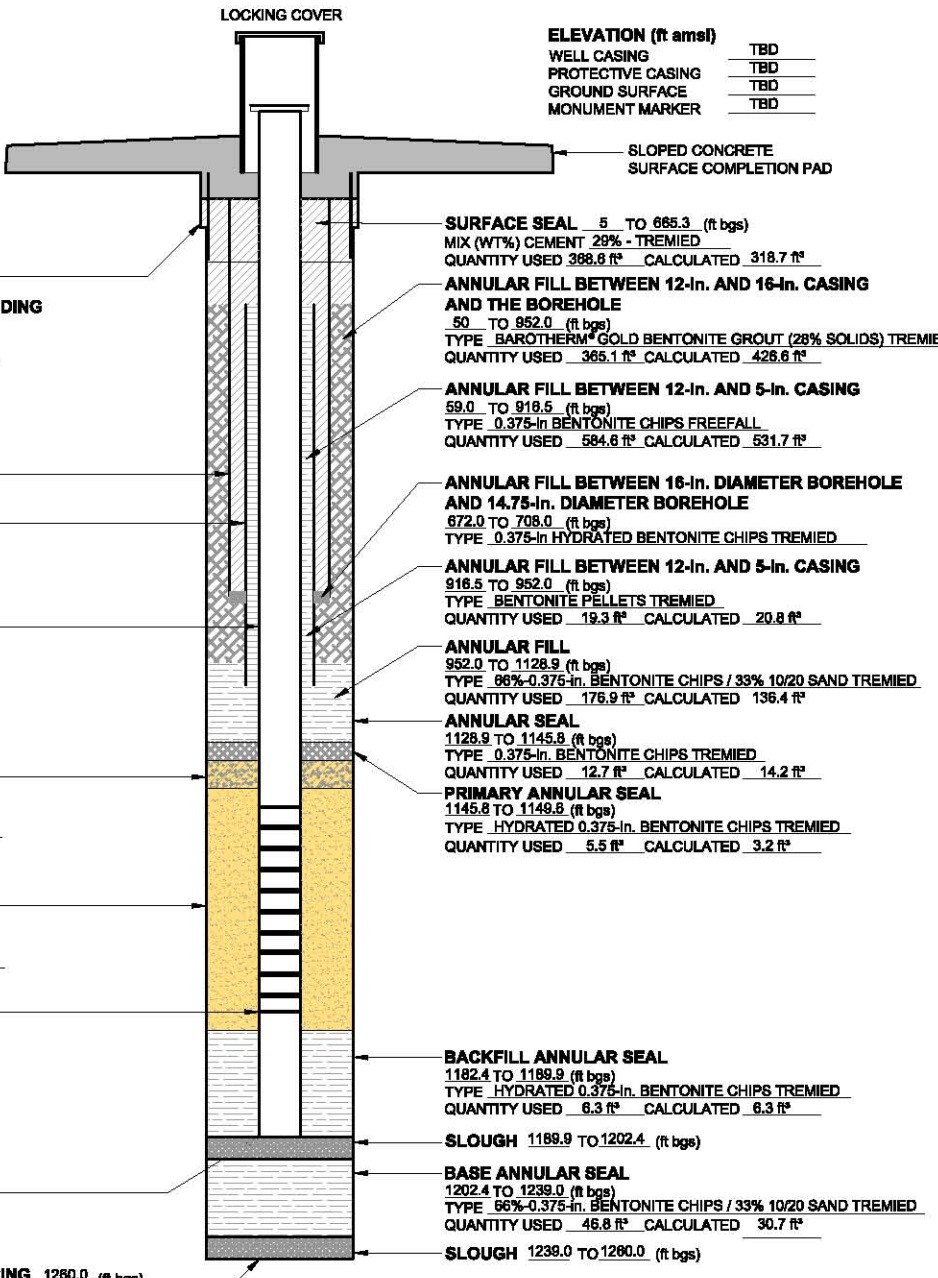 LOCKING COVER
ELEVATION (ft amsl)
WELL CASING TBD
PROTECTIVE CASING TBD
GROUND SURFACE TBD
MONUMENT MARKER TBD
SLOPED CONCRETE
SURFACE COMPLETION PAD
SURFACE SEAL 5 TO 665.3 (ft bgs)
MIX (WT%) CEMENT 29% - TREMIED
QUANTITY USED 368.6 ft³ CALCULATED 318.7 ft³
DING
ANNULAR FILL BETWEEN 12-in. AND 16-in. CASING
AND THE BOREHOLE
50 TO 952.0 (ft bgs)
TYPE BAROTHERM® GOLD BENTONITE GROUT (28% SOLIDS) TREMIE
QUANTITY USED 365.1 ft³ CALCULATED 426.6 ft³
ANNULAR FILL BETWEEN 12-in. AND 5-in. CASING
59.0 TO 916.5 (ft bgs)
TYPE 0.375-in BENTONITE CHIPS FREEFALL
QUANTITY USED 584.6 ft³ CALCULATED 531.7 ft³
ANNULAR FILL BETWEEN 16-in. DIAMETER BOREHOLE
AND 14.75-in. DIAMETER BOREHOLE
672.0 TO 708.0 (ft bgs)
TYPE 0.375-in HYDRATED BENTONITE CHIPS TREMIED
ANNULAR FILL BETWEEN 12-in. AND 5-in. CASING
916.5 TO 952.0 (ft bgs)
TYPE BENTONITE PELLETS TREMIED
QUANTITY USED 19.3 ft³ CALCULATED 20.8 ft³
ANNULAR FILL
952.0 TO 1128.9 (ft bgs)
TYPE 66%-0.375-in. BENTONITE CHIPS / 33% 10/20 SAND TREMIED
QUANTITY USED 176.9 ft³ CALCULATED 136.4 ft³
ANNULAR SEAL
1128.9 TO 1145.8 (ft bgs)
TYPE 0.375-in. BENTONITE CHIPS TREMIED
QUANTITY USED 12.7 ft³ CALCULATED 14.2 ft³
PRIMARY ANNULAR SEAL
1145.8 TO 1149.6 (ft bgs)
TYPE HYDRATED 0.375-in. BENTONITE CHIPS TREMIED
QUANTITY USED 5.5 ft³ CALCULATED 3.2 ft³
BACKFILL ANNULAR SEAL
1182.4 TO 1189.9 (ft bgs)
TYPE HYDRATED 0.375-in. BENTONITE CHIPS TREMIED
QUANTITY USED 6.3 ft³ CALCULATED 6.3 ft³
SLOUGH 1189.9 TO 1202.4 (ft bgs)
BASE ANNULAR SEAL
1202.4 TO 1239.0 (ft bgs)
TYPE 66%-0.375-in. BENTONITE CHIPS / 33% 10/20 SAND TREMIED
QUANTITY USED 46.8 ft³ CALCULATED 30.7 ft³
SLOUGH 1239.0 TO 1260.0 (ft bgs)
ING 1260.0 (ft bgs)